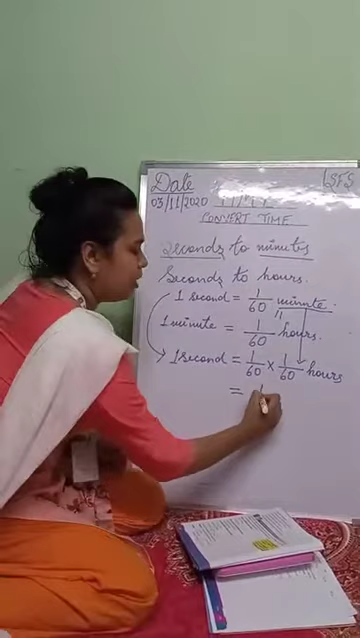 Date
03/11/2020
CONVERT TIME
Seconds to minutes
Seconds to hours.
1 second = 1/60 minute.
1 minute = 1/60 hours.
1 second = 1/60 × 1/60 hours
= 1